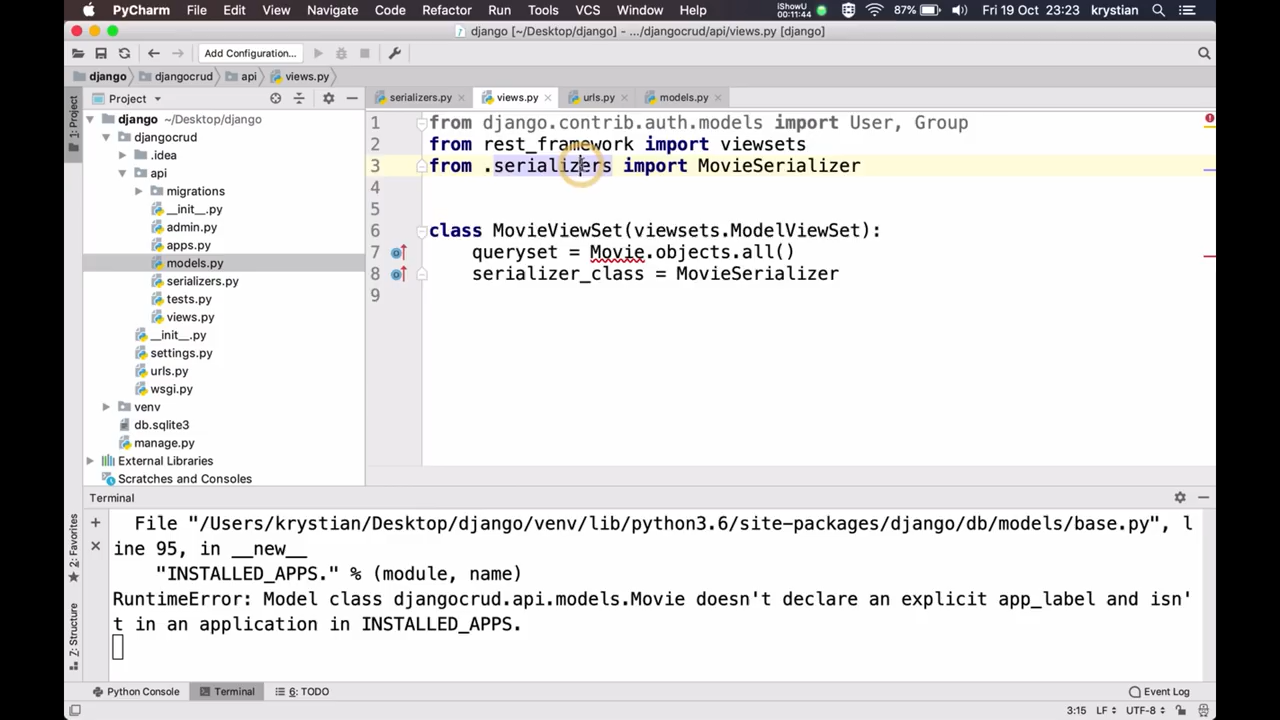 PyCharm File Edit View Navigate Code Refactor Run Tools VCS Window Help iShowU 00:11:44 87% Fri 19 Oct 23:23 krystian
django [~/Desktop/django] - .../djangocrud/api/views.py [django]
Add Configuration...
django djangocrud api views.py
Project serializers.py views.py urls.py models.py
1: Project
django ~/Desktop/django
djangocrud
.idea
api
migrations
__init__.py
admin.py
apps.py
models.py
serializers.py
tests.py
views.py
__init__.py
settings.py
urls.py
wsgi.py
venv
db.sqlite3
manage.py
External Libraries
Scratches and Consoles
1 from django.contrib.auth.models import User, Group
2 from rest_framework import viewsets
3 from .serializers import MovieSerializer
4
5
6 class MovieViewSet(viewsets.ModelViewSet):
7 queryset = Movie.objects.all()
8 serializer_class = MovieSerializer
9
Terminal
2: Favorites
Z: Structure
File "/Users/krystian/Desktop/django/venv/lib/python3.6/site-packages/django/db/models/base.py", l
ine 95, in __new__
"INSTALLED_APPS." % (module, name)
RuntimeError: Model class djangocrud.api.models.Movie doesn't declare an explicit app_label and isn'
t in an application in INSTALLED_APPS.
Python Console Terminal 6: TODO Event Log
3:15 LF UTF-8